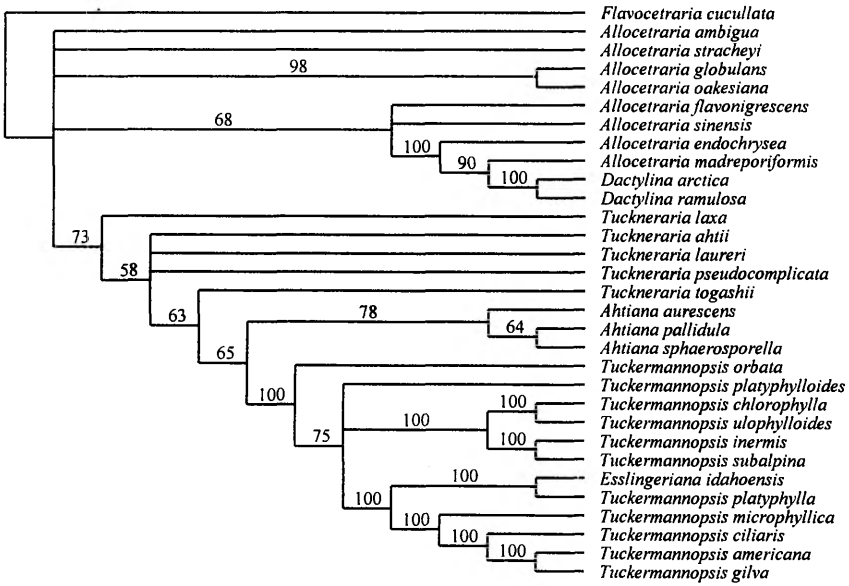 Flavocetraria cucullata
Allocetraria ambigua
Allocetraria stracheyi
98
Allocetraria globulans
Allocetraria oakesiana
Allocetraria flavonigrescens
68
Allocetraria sinensis
100
Allocetraria endochrysea
90
Allocetraria madreporiformis
100
Dactylina arctica
Dactylina ramulosa
Tuckneraria laxa
73
Tuckneraria ahtii
Tuckneraria laureri
58
Tuckneraria pseudocomplicata
Tuckneraria togashii
63
78
Ahtiana aurescens
64
Ahtiana pallidula
Ahtiana sphaerosporella
65
Tuckermannopsis orbata
100
Tuckermannopsis platyphylloides
100
Tuckermannopsis chlorophylla
100
Tuckermannopsis ulophylloides
75
100
Tuckermannopsis inermis
Tuckermannopsis subalpina
100
Esslingeriana idahoensis
Tuckermannopsis platyphylla
100
Tuckermannopsis microphyllica
100
Tuckermannopsis ciliaris
100
100
Tuckermannopsis americana
Tuckermannopsis gilva